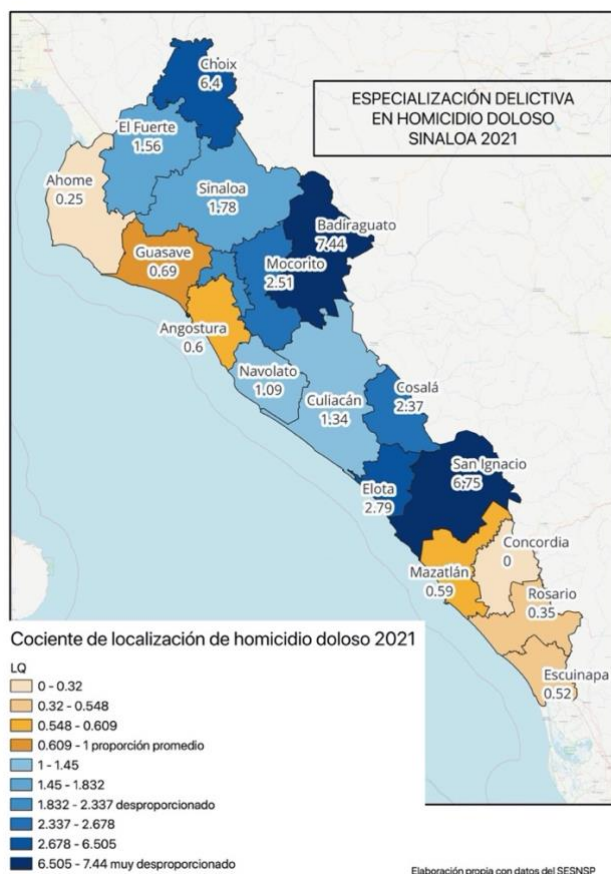 Choix
6.4
ESPECIALIZACIÓN DELICTIVA
EN HOMICIDIO DOLOSO
SINALOA 2021
El Fuerte
1.56
Ahome
0.25
Sinaloa
1.78
Badiraguato
7.44
Guasave
0.69
Mocorito
2.51
Angostura
0.6
Navolato
1.09
Culiacán
1.34
Cosalá
2.37
San Ignacio
6.75
Elota
2.79
Concordia
0
Mazatlán
0.59
Rosario
0.35
Escuinapa
0.52
Cociente de localización de homicidio doloso 2021
LQ
0 - 0.32
0.32 - 0.548
0.548 - 0.609
0.609 - 1 proporción promedio
1 - 1.45
1.45 - 1.832
1.832 - 2.337 desproporcionado
2.337 - 2.678
2.678 - 6.505
6.505 - 7.44 muy desproporcionado
Elaboración propia con datos del SESNSP